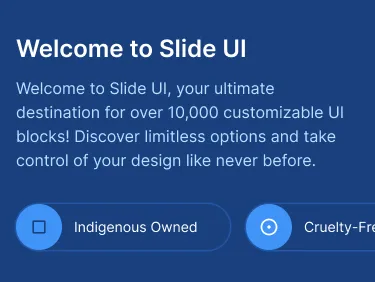 Welcome to Slide UI
Welcome to Slide UI, your ultimate
destination for over 10,000 customizable UI
blocks! Discover limitless options and take
control of your design like never before.
Indigenous Owned
Cruelty-Fre